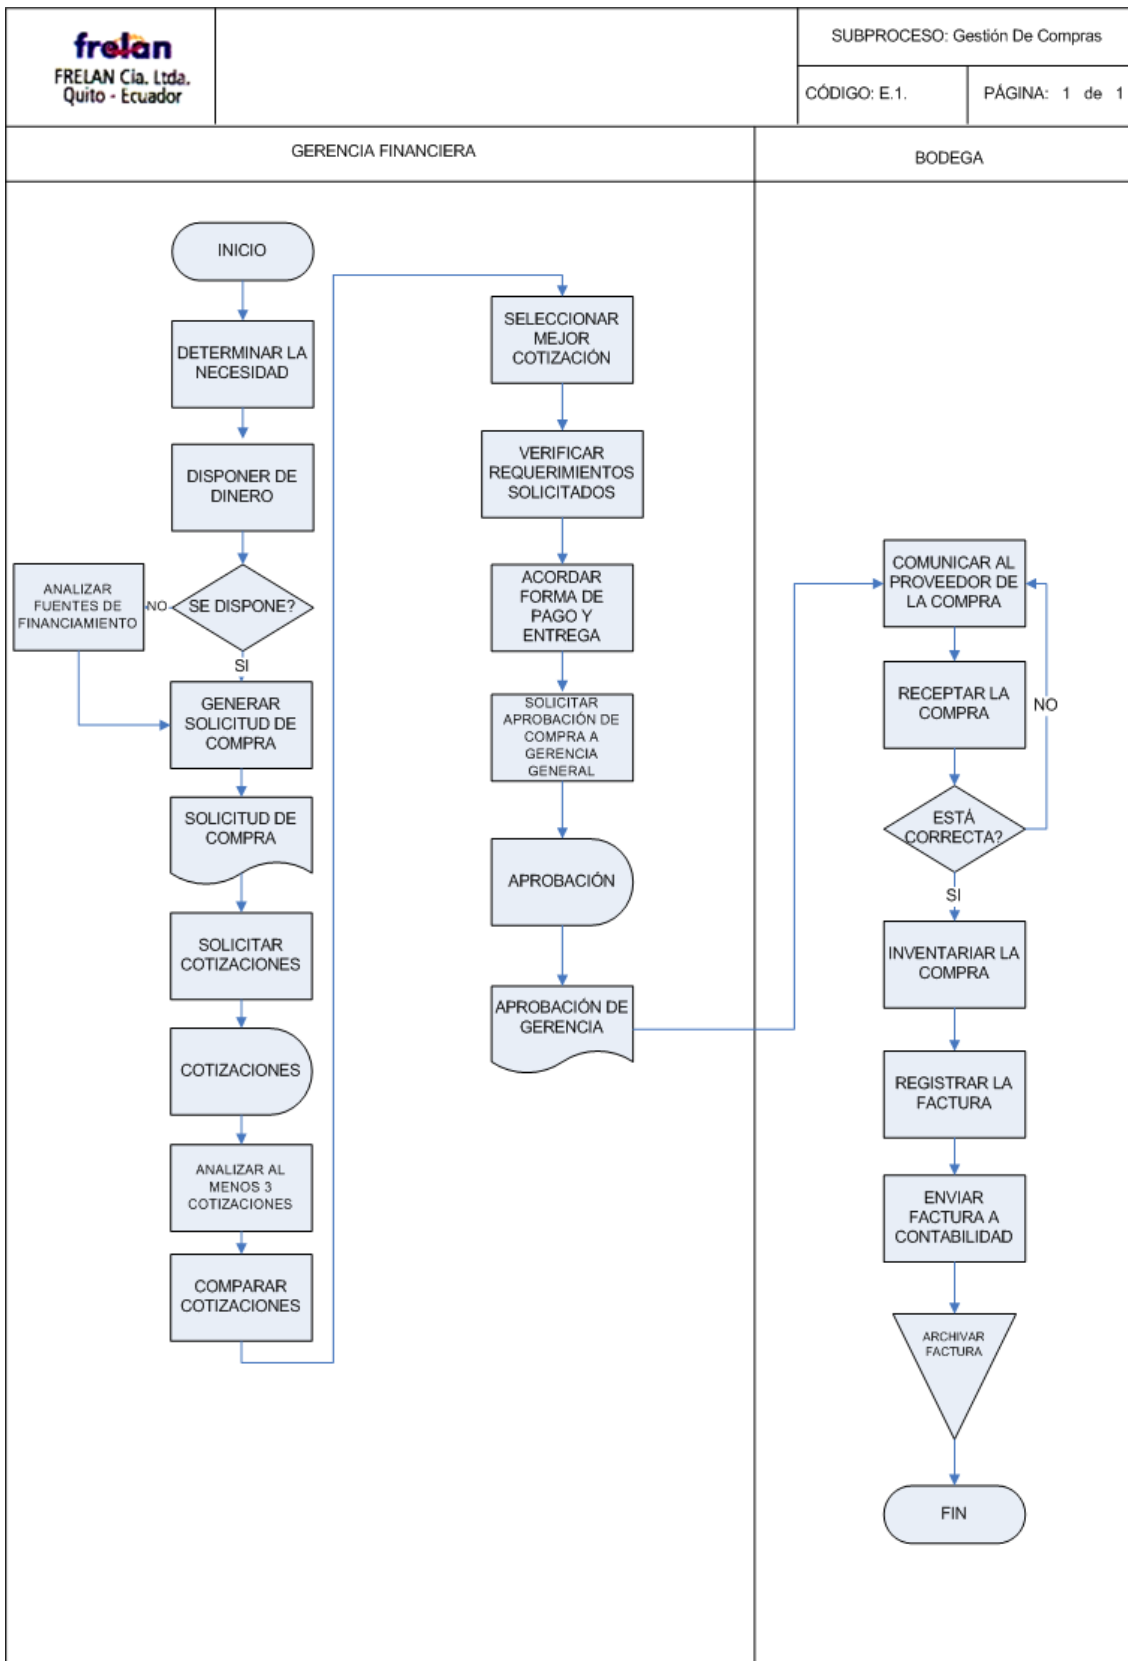 frelan
FRELAN Cia. Ltda.
Quito - Ecuador
SUBPROCESO: Gestión De Compras
CÓDIGO: E.1.
PÁGINA: 1 de 1
GERENCIA FINANCIERA
BODEGA
INICIO
DETERMINAR LA
NECESIDAD
DISPONER DE
DINERO
SE DISPONE?
NO
ANALIZAR
FUENTES DE
FINANCIAMIENTO
SI
GENERAR
SOLICITUD DE
COMPRA
SOLICITUD DE
COMPRA
SOLICITAR
COTIZACIONES
COTIZACIONES
ANALIZAR AL
MENOS 3
COTIZACIONES
COMPARAR
COTIZACIONES
SELECCIONAR
MEJOR
COTIZACIÓN
VERIFICAR
REQUERIMIENTOS
SOLICITADOS
ACORDAR
FORMA DE
PAGO Y
ENTREGA
SOLICITAR
APROBACIÓN DE
COMPRA A
GERENCIA
GENERAL
APROBACIÓN
APROBACIÓN DE
GERENCIA
COMUNICAR AL
PROVEEDOR DE
LA COMPRA
RECEPTAR LA
COMPRA
NO
ESTÁ
CORRECTA?
SI
INVENTARIAR LA
COMPRA
REGISTRAR LA
FACTURA
ENVIAR
FACTURA A
CONTABILIDAD
ARCHIVAR
FACTURA
FIN